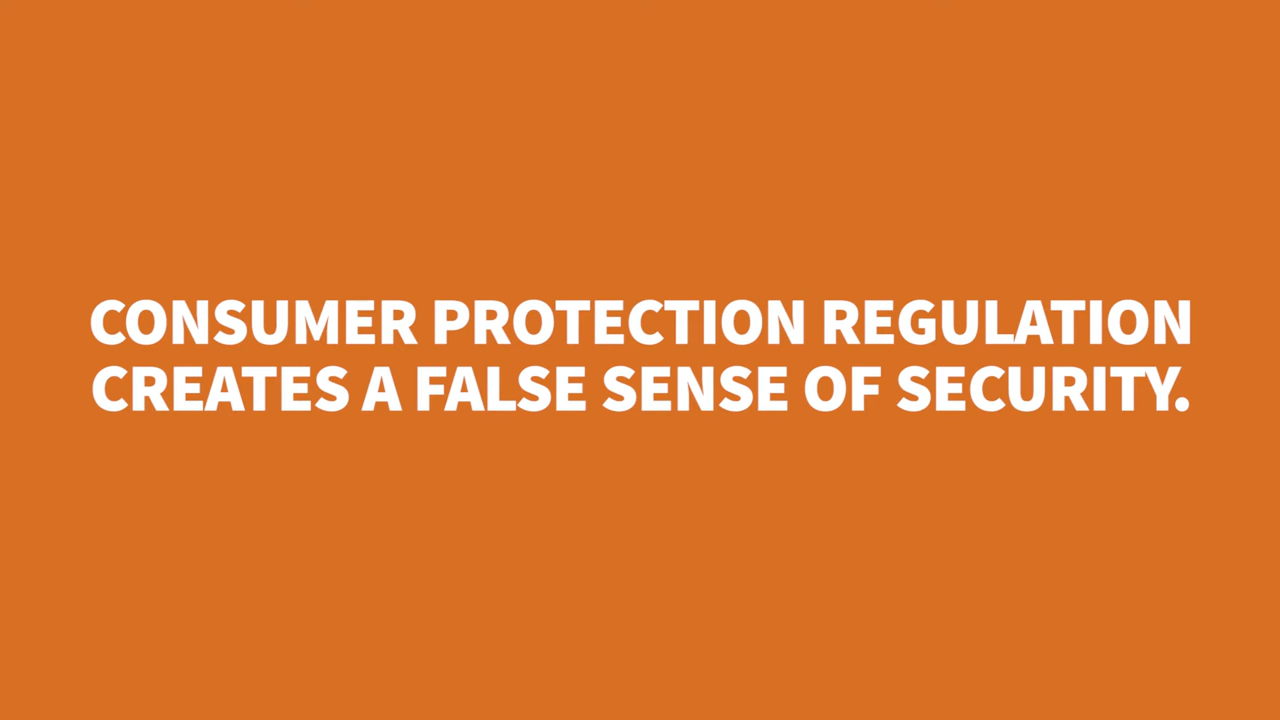 CONSUMER PROTECTION REGULATION
CREATES A FALSE SENSE OF SECURITY.